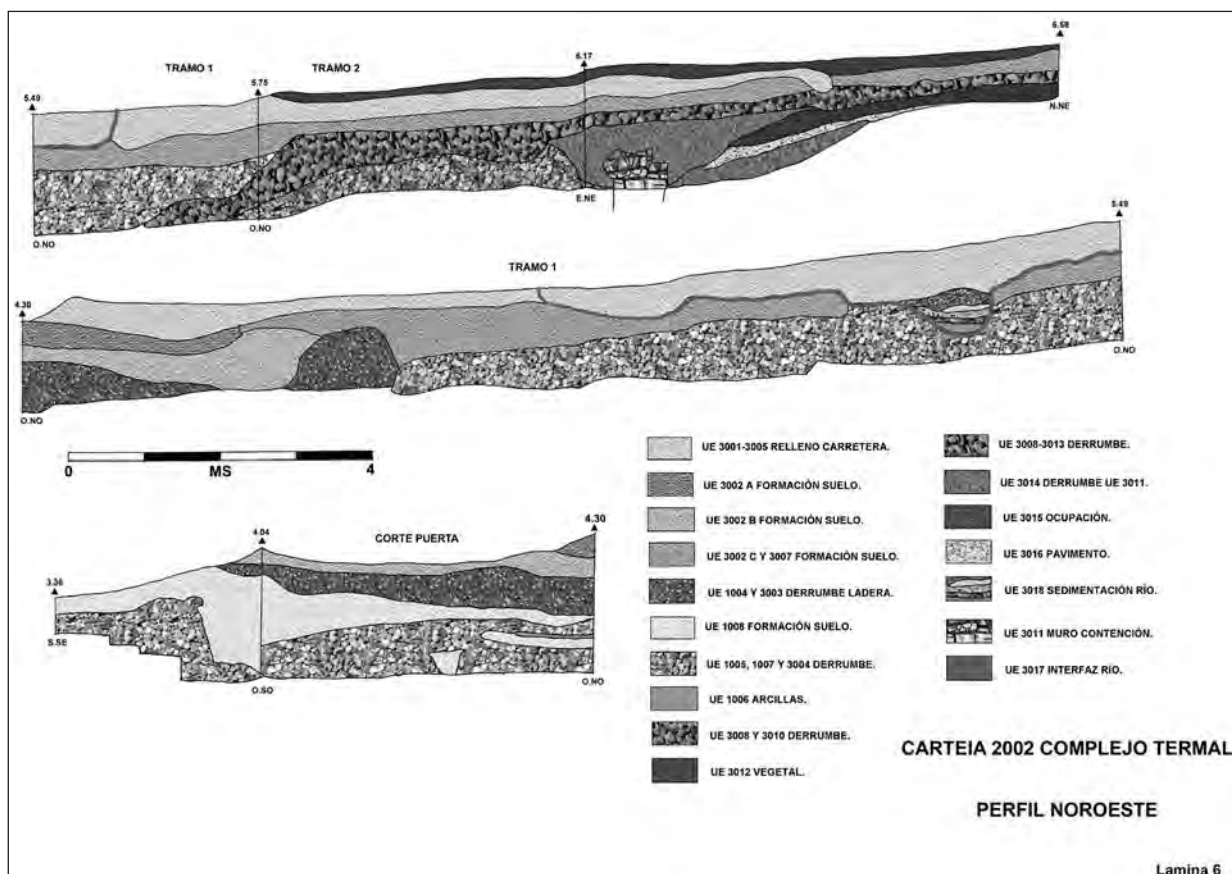 6.58
TRAMO 1
TRAMO 2
6.17
5.75
5.49
N.NE
E.NE
O.NO
O.NO
5.49
TRAMO 1
4.30
O.NO
O.NO
0 MS 4
4.04
CORTE PUERTA
4.30
3.36
S.SE
O.SO
O.NO
UE 3001-3005 RELLENO CARRETERA.
UE 3002 A FORMACIÓN SUELO.
UE 3002 B FORMACIÓN SUELO.
UE 3002 C Y 3007 FORMACIÓN SUELO.
UE 1004 Y 3003 DERRUMBE LADERA.
UE 1008 FORMACIÓN SUELO.
UE 1005, 1007 Y 3004 DERRUMBE.
UE 1006 ARCILLAS.
UE 3008 Y 3010 DERRUMBE.
UE 3012 VEGETAL.
UE 3008-3013 DERRUMBE.
UE 3014 DERRUMBE UE 3011.
UE 3015 OCUPACIÓN.
UE 3016 PAVIMENTO.
UE 3018 SEDIMENTACIÓN RÍO.
UE 3011 MURO CONTENCIÓN.
UE 3017 INTERFAZ RÍO.
CARTEIA 2002 COMPLEJO TERMAL
PERFIL NOROESTE
Lamina 6